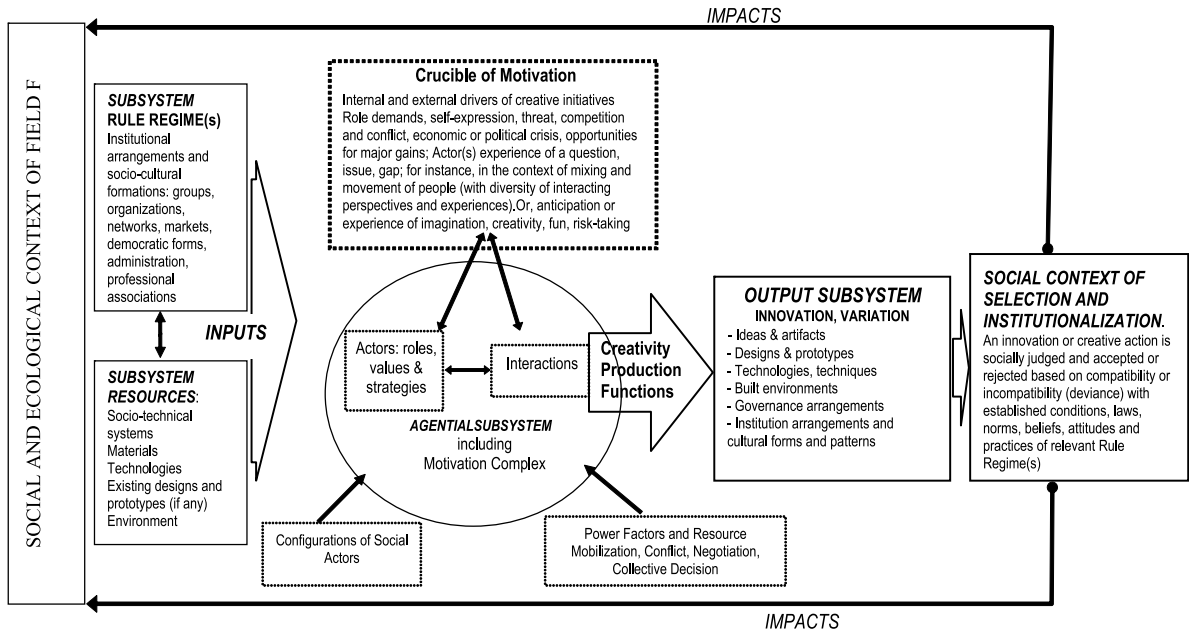 IMPACTS
SOCIAL AND ECOLOGICAL CONTEXT OF FIELD F
SUBSYSTEM
RULE REGIME(s)
Institutional
arrangements and
socio-cultural
formations: groups,
organizations,
networks, markets,
democratic forms,
administration,
professional
associations
INPUTS
SUBSYSTEM
RESOURCES:
Socio-technical
systems
Materials
Technologies
Existing designs and
prototypes (if any)
Environment
Crucible of Motivation
Internal and external drivers of creative initiatives
Role demands, self-expression, threat, competition
and conflict, economic or political crisis, opportunities
for major gains; Actor(s) experience of a question,
issue, gap; for instance, in the context of mixing and
movement of people (with diversity of interacting
perspectives and experiences).Or, anticipation or
experience of imagination, creativity, fun, risk-taking
Actors: roles,
values &
strategies
Interactions
AGENTIALSUBSYSTEM
including
Motivation Complex
Configurations of Social
Actors
Power Factors and Resource
Mobilization, Conflict, Negotiation,
Collective Decision
Creativity
Production
Functions
OUTPUT SUBSYSTEM
INNOVATION, VARIATION
- Ideas & artifacts
- Designs & prototypes
- Technologies, techniques
- Built environments
- Governance arrangements
- Institution arrangements and
cultural forms and patterns
SOCIAL CONTEXT OF
SELECTION AND
INSTITUTIONALIZATION.
An innovation or creative action is
socially judged and accepted or
rejected based on compatibility or
incompatibility (deviance) with
established conditions, laws,
norms, beliefs, attitudes and
practices of relevant Rule
Regime(s)
IMPACTS